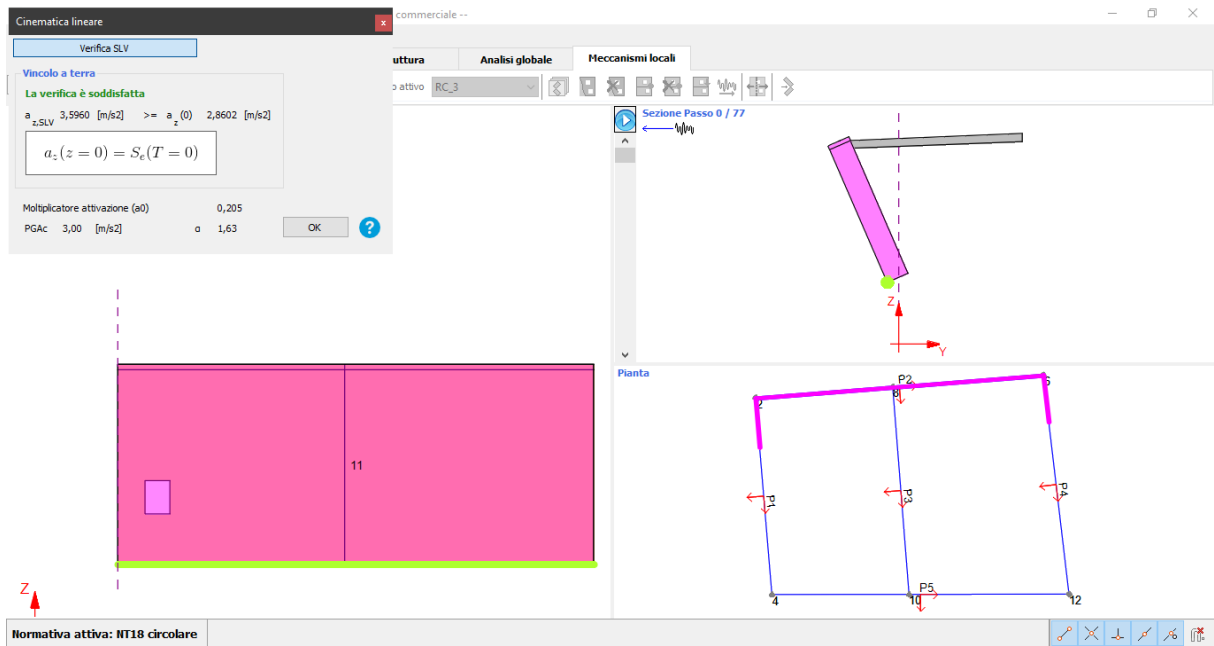 Cinematica lineare
x
commerciale --
Verifica SLV
uttura
Analisi globale
Meccanismi locali
Vincolo a terra
o attivo RC_3
La verifica è soddisfatta
a z,SLV 3,5960 [m/s2] >= a z (0) 2,8602 [m/s2]
a_z(z = 0) = S_e(T = 0)
Moltiplicatore attivazione (a0) 0,205
PGAc 3,00 [m/s2] α 1,63
OK
?
Sezione Passo 0 / 77
Z
Y
11
Z
Pianta
P2
2
8
6
P1
P3
P4
P5
4
10
12
Normativa attiva: NT18 circolare